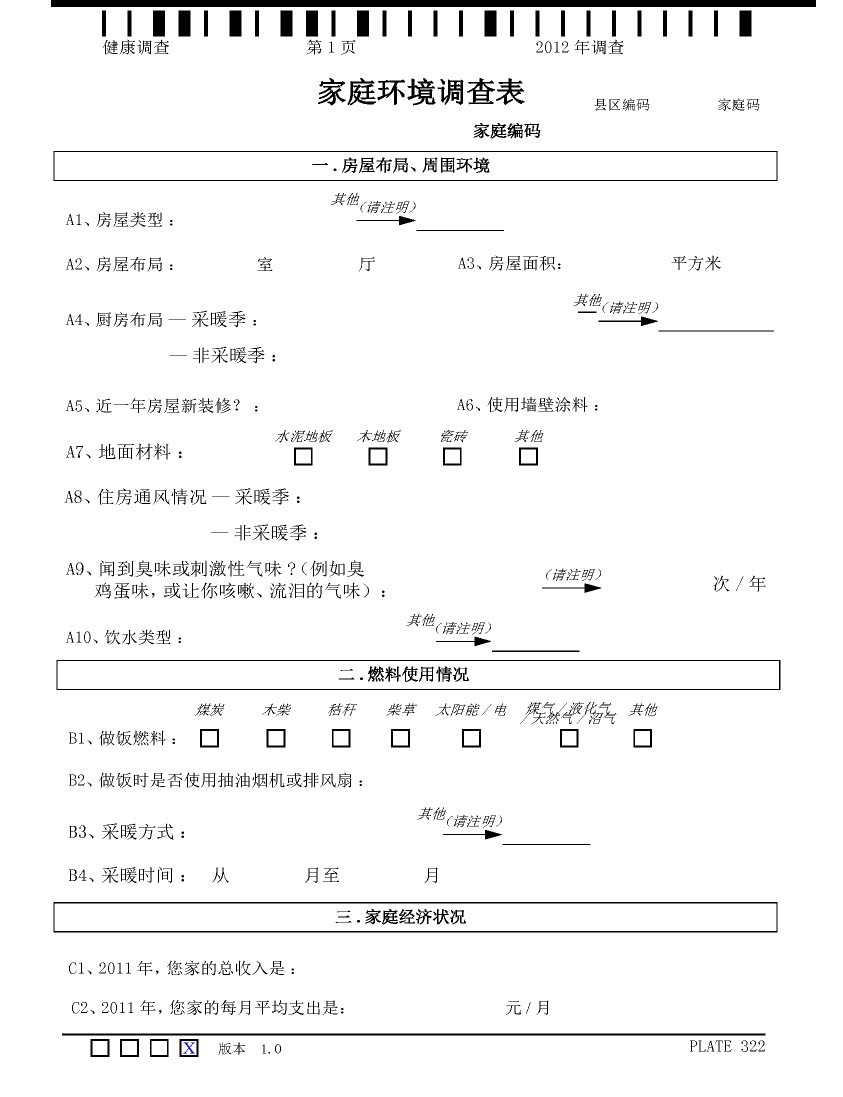 健康调查 第 1 页 2012 年调查
家庭环境调查表 县区编码 家庭码
家庭编码
一 . 房屋布局、周围环境
其他 (请注明)
A1、房屋类型 :
A2、房屋布局 : 室 厅 A3、房屋面积: 平方米
其他 (请注明)
A4、厨房布局 — 采暖季 :
— 非采暖季 :
A5、近一年房屋新装修? : A6、使用墙壁涂料 :
水泥地板 木地板 瓷砖 其他
A7、地面材料 :
A8、住房通风情况 — 采暖季 :
— 非采暖季 :
A9、闻到臭味或刺激性气味 ?(例如臭
(请注明) 次 / 年
鸡蛋味, 或让你咳嗽、流泪的气味) :
其他 (请注明)
A10、饮水类型 :
二 . 燃料使用情况
煤炭 木柴 秸秆 柴草 太阳能 / 电 煤气 / 液化气 其他
/ 天然气 / 沼气
B1、做饭燃料 :
B2、做饭时是否使用抽油烟机或排风扇 :
其他 (请注明)
B3、采暖方式 :
B4、采暖时间 : 从 月至 月
三 . 家庭经济状况
C1、2011 年, 您家的总收入是 :
C2、2011 年, 您家的每月平均支出是: 元 / 月
X 版本 1.0 PLATE 322